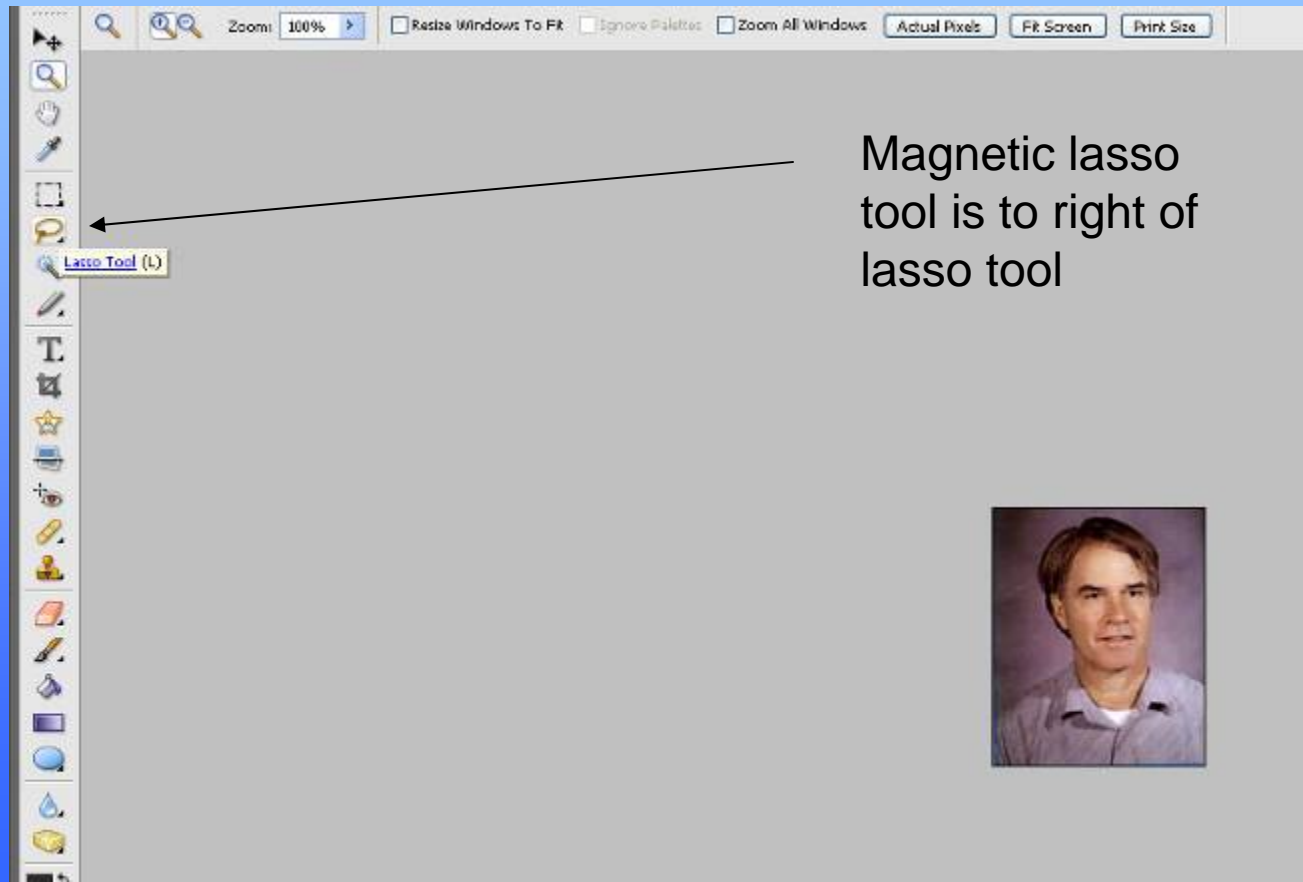 Zoom: 100% Resize Windows To Fit Ignore Palettes Zoom All Windows Actual Pixels Fit Screen Print Size
Magnetic lasso
tool is to right of
lasso tool
Lasso Tool (L)
T